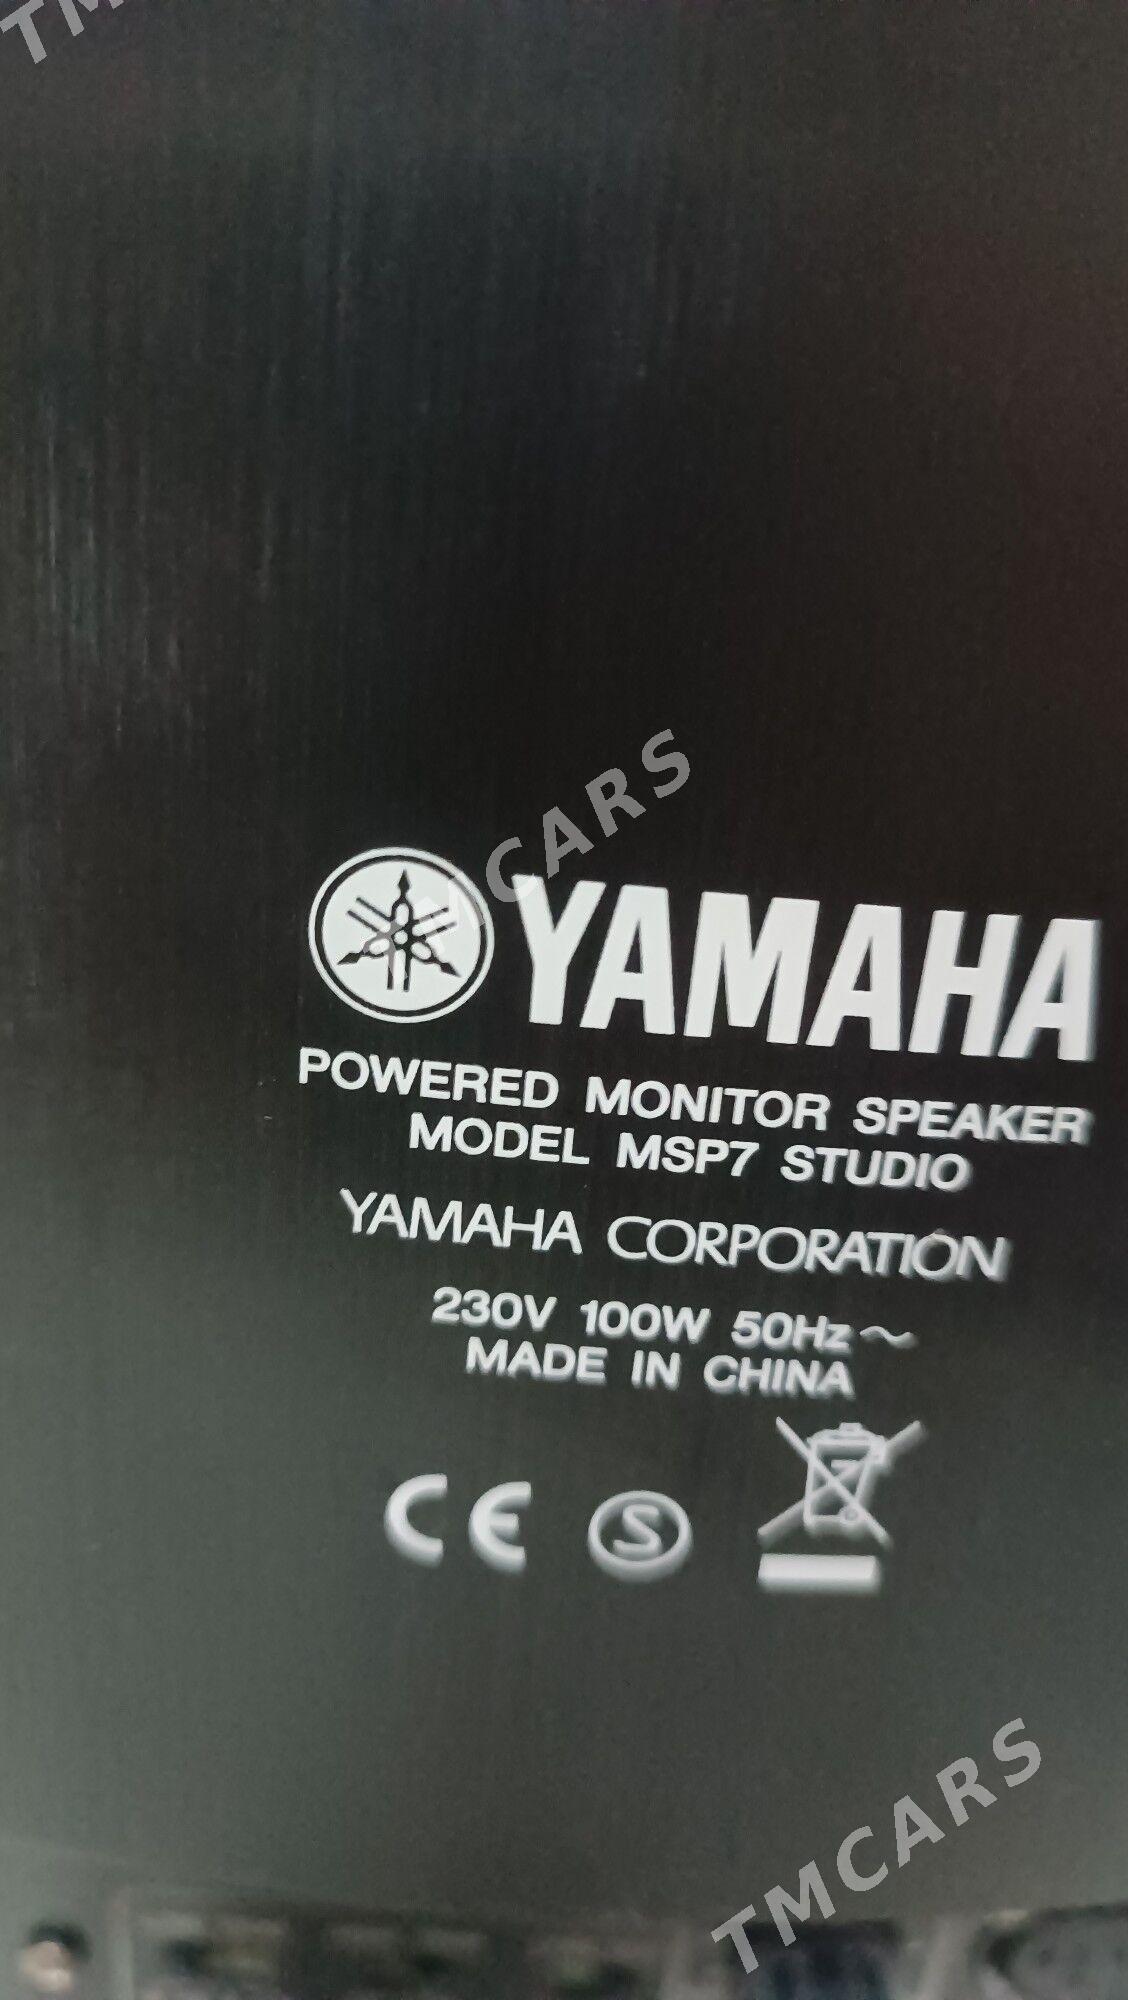 TMCARS
YAMAHA
POWERED MONITOR SPEAKER
MODEL MSP7 STUDIO
YAMAHA CORPORATION
230V 100W 50Hz～
MADE IN CHINA
CE S
TMCARS